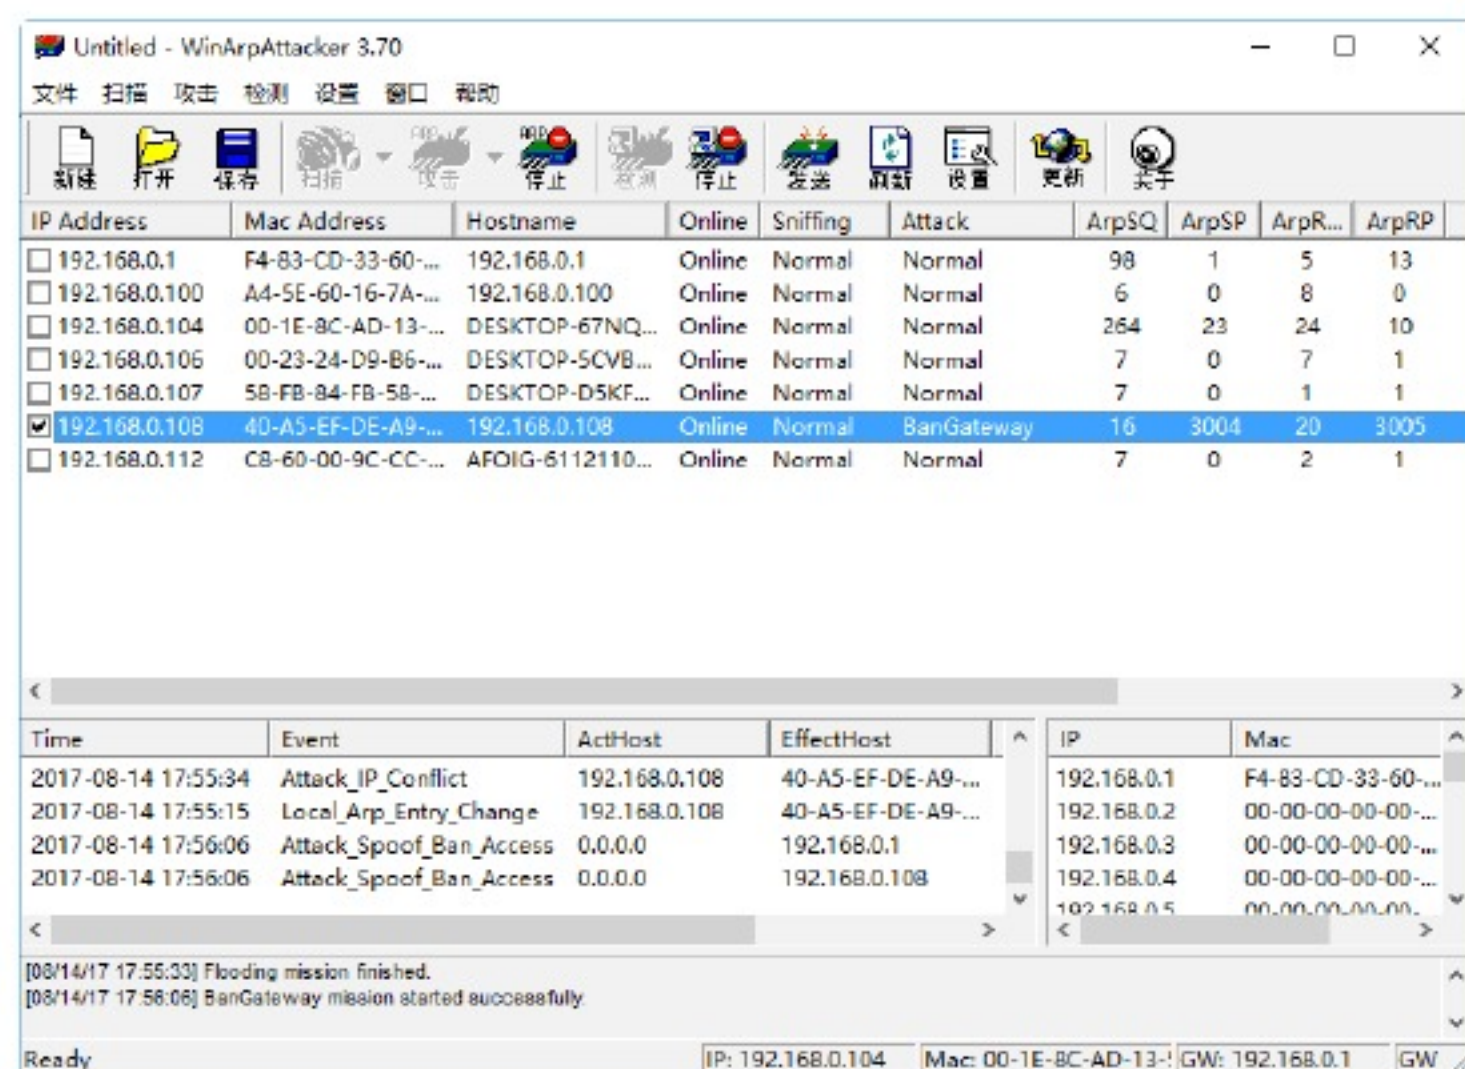 Untitled - WinArpAttacker 3.70
文件 扫描 攻击 检测 设置 窗口 帮助
新建 打开 保存 扫描 攻击 停止 检测 停止 发送 刷新 设置 更新 关于
IP Address Mac Address Hostname Online Sniffing Attack ArpSQ ArpSP ArpR... ArpRP
192.168.0.1 F4-83-CD-33-60-... 192.168.0.1 Online Normal Normal 98 1 5 13
192.168.0.100 A4-5E-60-16-7A-... 192.168.0.100 Online Normal Normal 6 0 8 0
192.168.0.104 00-1E-8C-AD-13-... DESKTOP-67NQ... Online Normal Normal 264 23 24 10
192.168.0.106 00-23-24-D9-B6-... DESKTOP-5CVB... Online Normal Normal 7 0 7 1
192.168.0.107 58-FB-84-FB-58-... DESKTOP-D5KF... Online Normal Normal 7 0 1 1
192.168.0.108 40-A5-EF-DE-A9-... 192.168.0.108 Online Normal BanGateway 16 3004 20 3005
192.168.0.112 C8-60-00-9C-CC-... AFOIG-6112110... Online Normal Normal 7 0 2 1
Time Event ActHost EffectHost
2017-08-14 17:55:34 Attack_IP_Conflict 192.168.0.108 40-A5-EF-DE-A9-...
2017-08-14 17:55:15 Local_Arp_Entry_Change 192.168.0.108 40-A5-EF-DE-A9-...
2017-08-14 17:56:06 Attack_Spoof_Ban_Access 0.0.0.0 192.168.0.1
2017-08-14 17:56:06 Attack_Spoof_Ban_Access 0.0.0.0 192.168.0.108
IP Mac
192.168.0.1 F4-83-CD-33-60-...
192.168.0.2 00-00-00-00-00-...
192.168.0.3 00-00-00-00-00-...
192.168.0.4 00-00-00-00-00-...
192.168.0.5 00-00-00-00-00-
[08/14/17 17:55:33] Flooding mission finished.
[08/14/17 17:56:06] BanGateway mission started successfully.
Ready IP: 192.168.0.104 Mac: 00-1E-8C-AD-13- GW: 192.168.0.1 GW